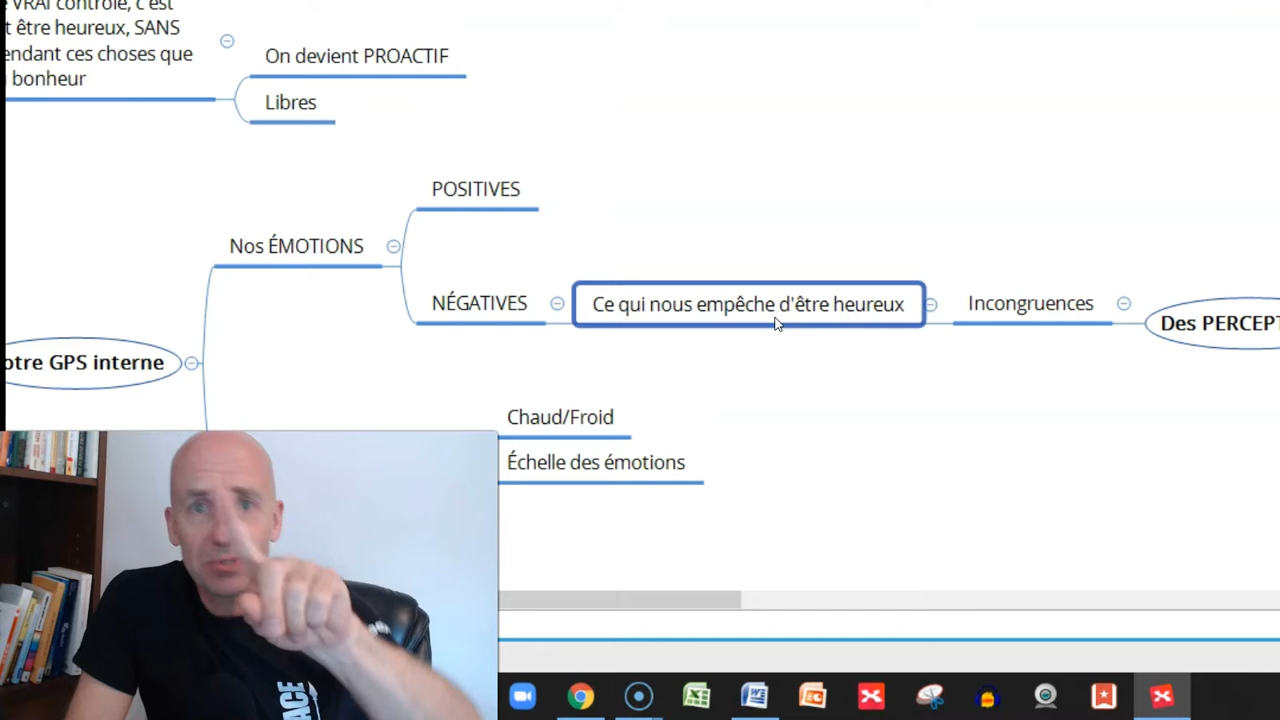 VRAI contrôle, c'est
t être heureux, SANS
endant ces choses que
bonheur
On devient PROACTIF
Libres
POSITIVES
Nos ÉMOTIONS
NÉGATIVES
Ce qui nous empêche d'être heureux
Incongruences
Des PERCEPT
otre GPS interne
Chaud/Froid
Échelle des émotions
ACE